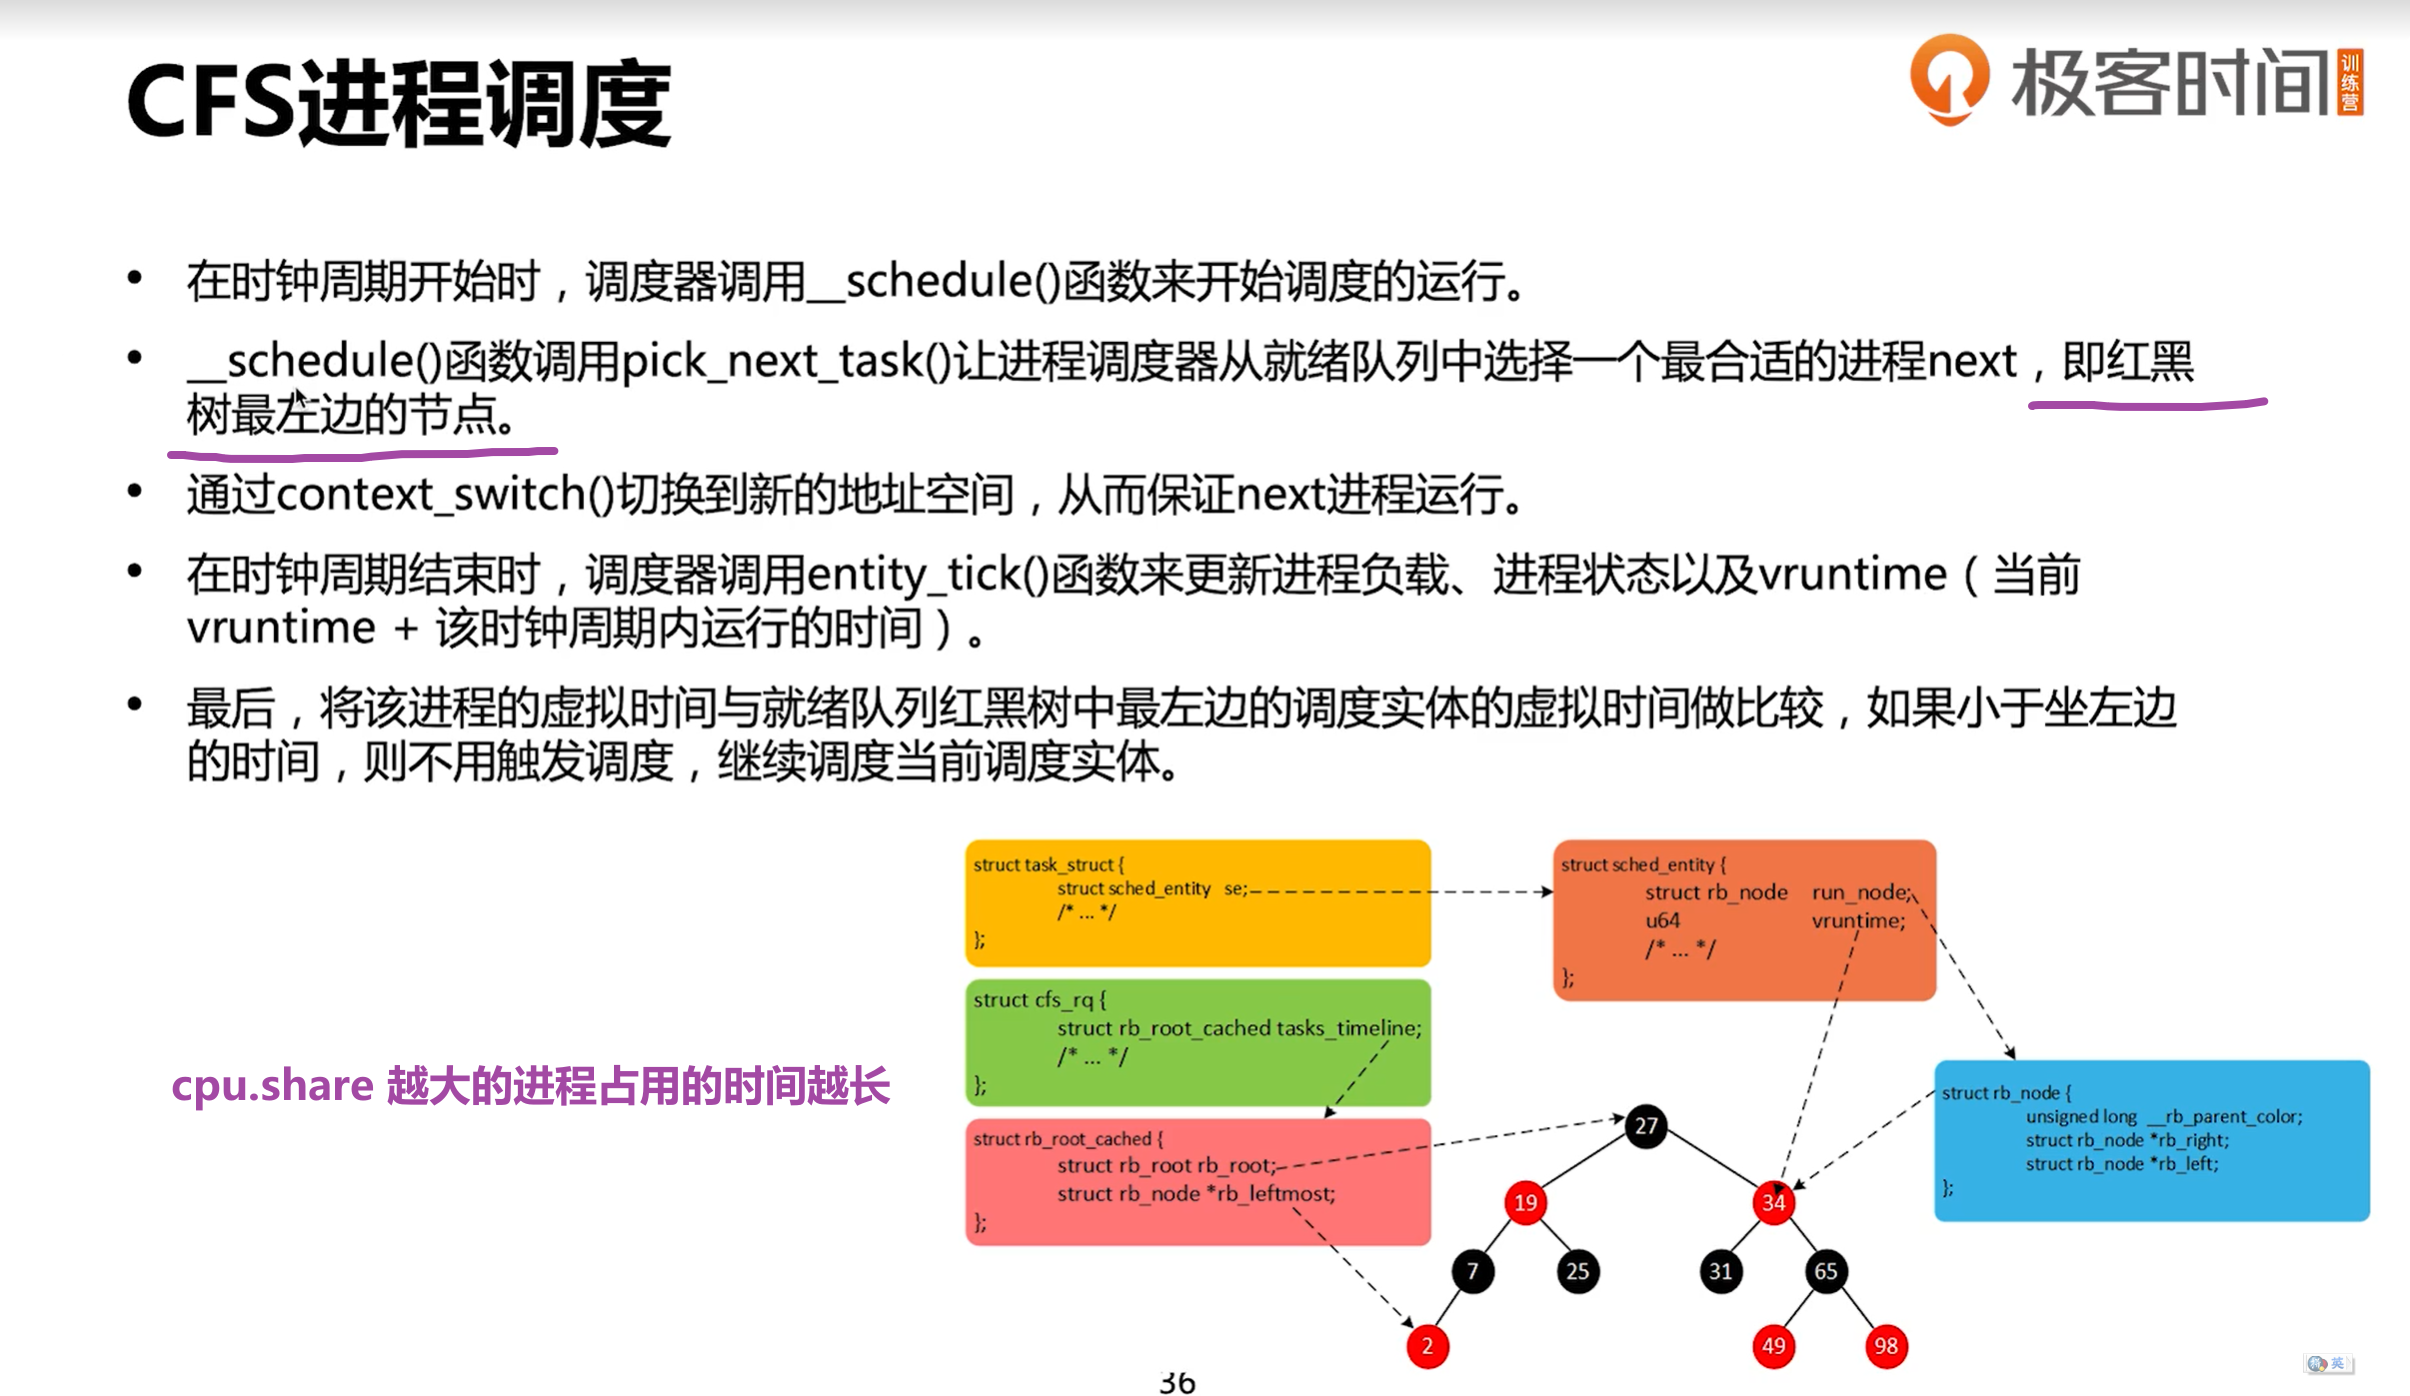 CFS进程调度
极客时间
训练营
• 在时钟周期开始时，调度器调用__schedule()函数来开始调度的运行。
• __schedule()函数调用pick_next_task()让进程调度器从就绪队列中选择一个最合适的进程next，即红黑
树最左边的节点。
• 通过context_switch()切换到新的地址空间，从而保证next进程运行。
• 在时钟周期结束时，调度器调用entity_tick()函数来更新进程负载、进程状态以及vruntime（当前
vruntime + 该时钟周期内运行的时间）。
• 最后，将该进程的虚拟时间与就绪队列红黑树中最左边的调度实体的虚拟时间做比较，如果小于坐左边
的时间，则不用触发调度，继续调度当前调度实体。
struct task_struct {
struct sched_entity se;
/* ... */
};
struct sched_entity {
struct rb_node run_node;
u64 vruntime;
/* ... */
};
struct cfs_rq {
struct rb_root_cached tasks_timeline;
/* ... */
};
cpu.share 越大的进程占用的时间越长
struct rb_root_cached {
struct rb_root rb_root;
struct rb_node *rb_leftmost;
};
struct rb_node {
unsigned long __rb_parent_color;
struct rb_node *rb_right;
struct rb_node *rb_left;
};
27
19 34
7 25 31 65
2 49 98
36
英